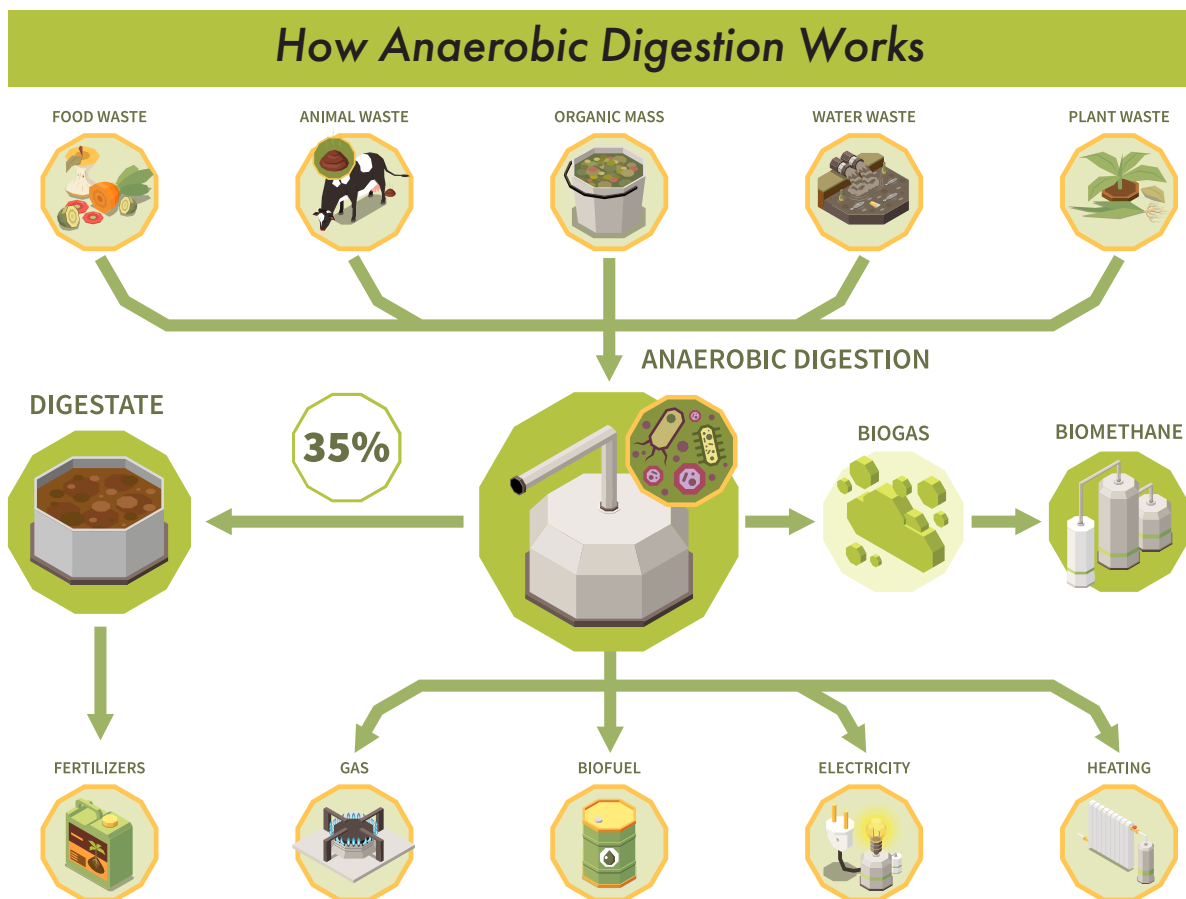 How Anaerobic Digestion Works
FOOD WASTE
ANIMAL WASTE
ORGANIC MASS
WATER WASTE
PLANT WASTE
ANAEROBIC DIGESTION
DIGESTATE
35%
BIOGAS
BIOMETHANE
FERTILIZERS
GAS
BIOFUEL
ELECTRICITY
HEATING